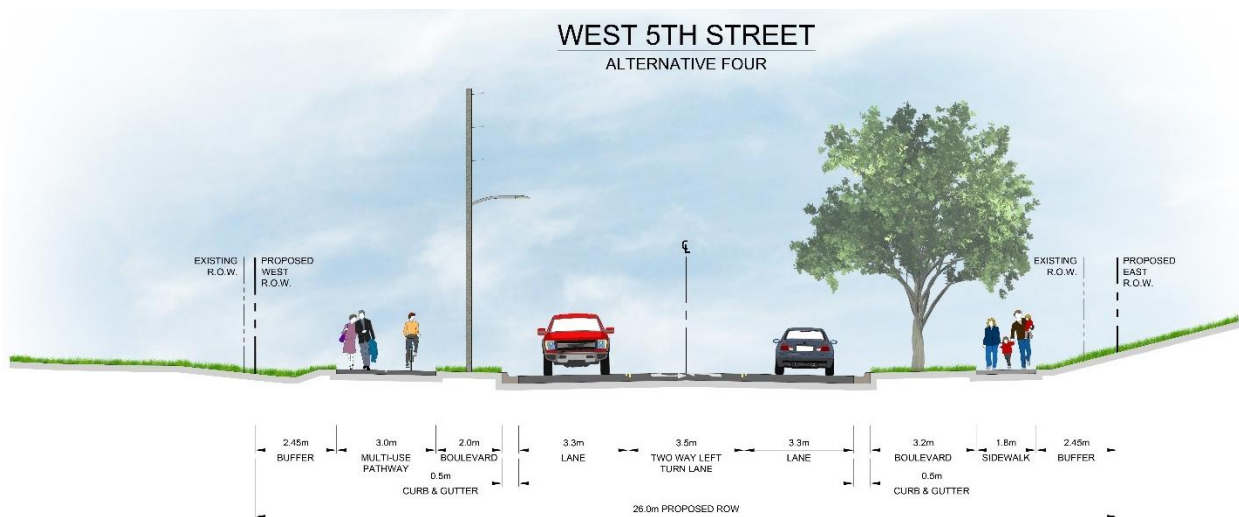 WEST 5TH STREET
ALTERNATIVE FOUR
℄
EXISTING
R.O.W.
PROPOSED
WEST
R.O.W.
EXISTING
R.O.W.
PROPOSED
EAST
R.O.W.
2.45m
BUFFER
3.0m
MULTI-USE
PATHWAY
2.0m
BOULEVARD
0.5m
CURB & GUTTER
3.3m
LANE
3.5m
TWO WAY LEFT
TURN LANE
3.3m
LANE
3.2m
BOULEVARD
0.5m
CURB & GUTTER
1.8m
SIDEWALK
2.45m
BUFFER
26.0m PROPOSED ROW